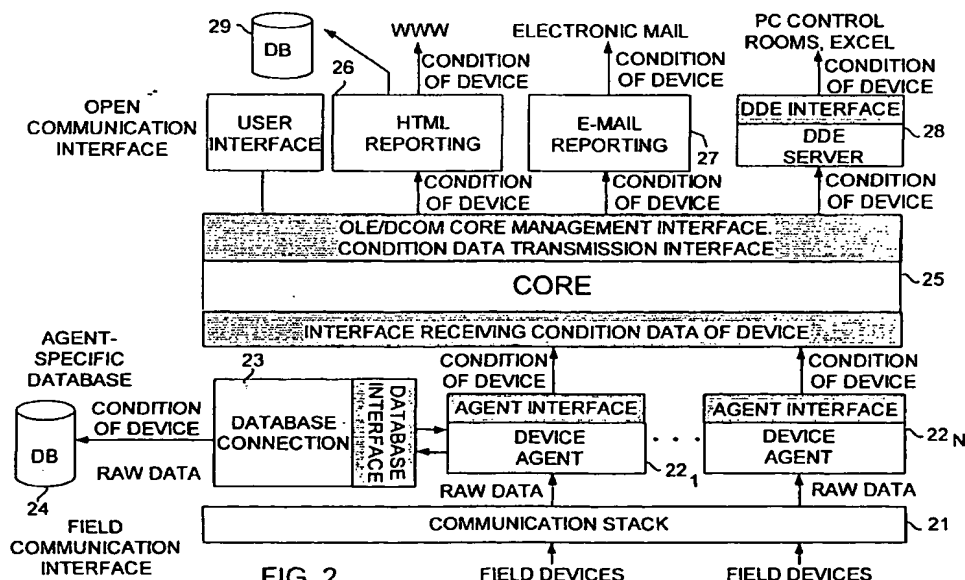 29
DB
WWW
ELECTRONIC MAIL
PC CONTROL
ROOMS, EXCEL
26
CONDITION
OF DEVICE
CONDITION
OF DEVICE
CONDITION
OF DEVICE
OPEN
COMMUNICATION
INTERFACE
USER
INTERFACE
HTML
REPORTING
E-MAIL
REPORTING
27
DDE INTERFACE
DDE
SERVER
28
CONDITION
OF DEVICE
CONDITION
OF DEVICE
CONDITION
OF DEVICE
OLE/DCOM CORE MANAGEMENT INTERFACE.
CONDITION DATA TRANSMISSION INTERFACE
CORE
25
INTERFACE RECEIVING CONDITION DATA OF DEVICE
AGENT-
SPECIFIC
DATABASE
23
CONDITION
OF DEVICE
CONDITION
OF DEVICE
DB
24
CONDITION
OF DEVICE
RAW DATA
DATABASE
CONNECTION
DATABASE
INTERFACE
AGENT INTERFACE
DEVICE
AGENT
22 1
. . .
AGENT INTERFACE
DEVICE
AGENT
22 N
RAW DATA
RAW DATA
FIELD
COMMUNICATION
INTERFACE
COMMUNICATION STACK
21
FIG. 2
FIELD DEVICES
FIELD DEVICES